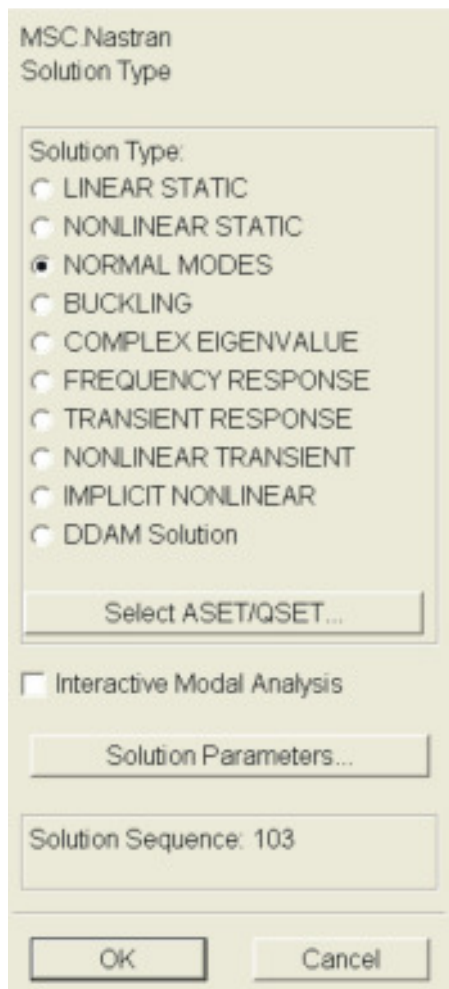 MSC.Nastran
Solution Type
Solution Type:
LINEAR STATIC
NONLINEAR STATIC
NORMAL MODES
BUCKLING
COMPLEX EIGENVALUE
FREQUENCY RESPONSE
TRANSIENT RESPONSE
NONLINEAR TRANSIENT
IMPLICIT NONLINEAR
DDAM Solution
Select ASET/QSET...
Interactive Modal Analysis
Solution Parameters...
Solution Sequence: 103
OK Cancel